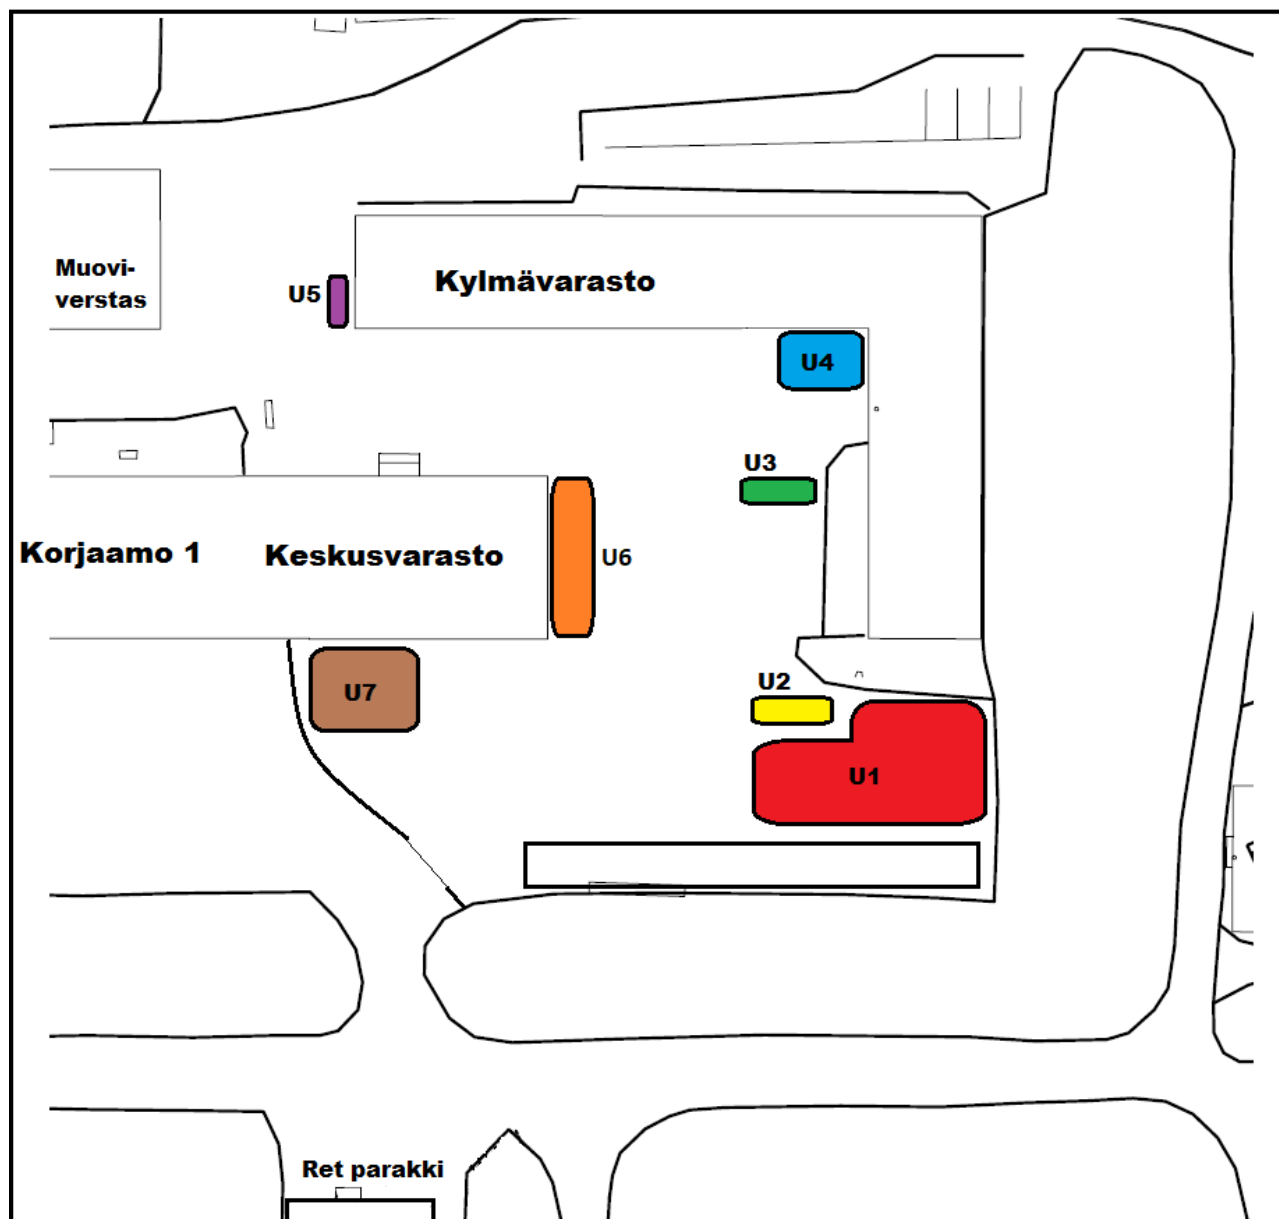 Muovi-
verstas
U5
Kylmävarasto
U4
U3
Korjaamo 1
Keskusvarasto
U6
U7
U2
U1
Ret parakki